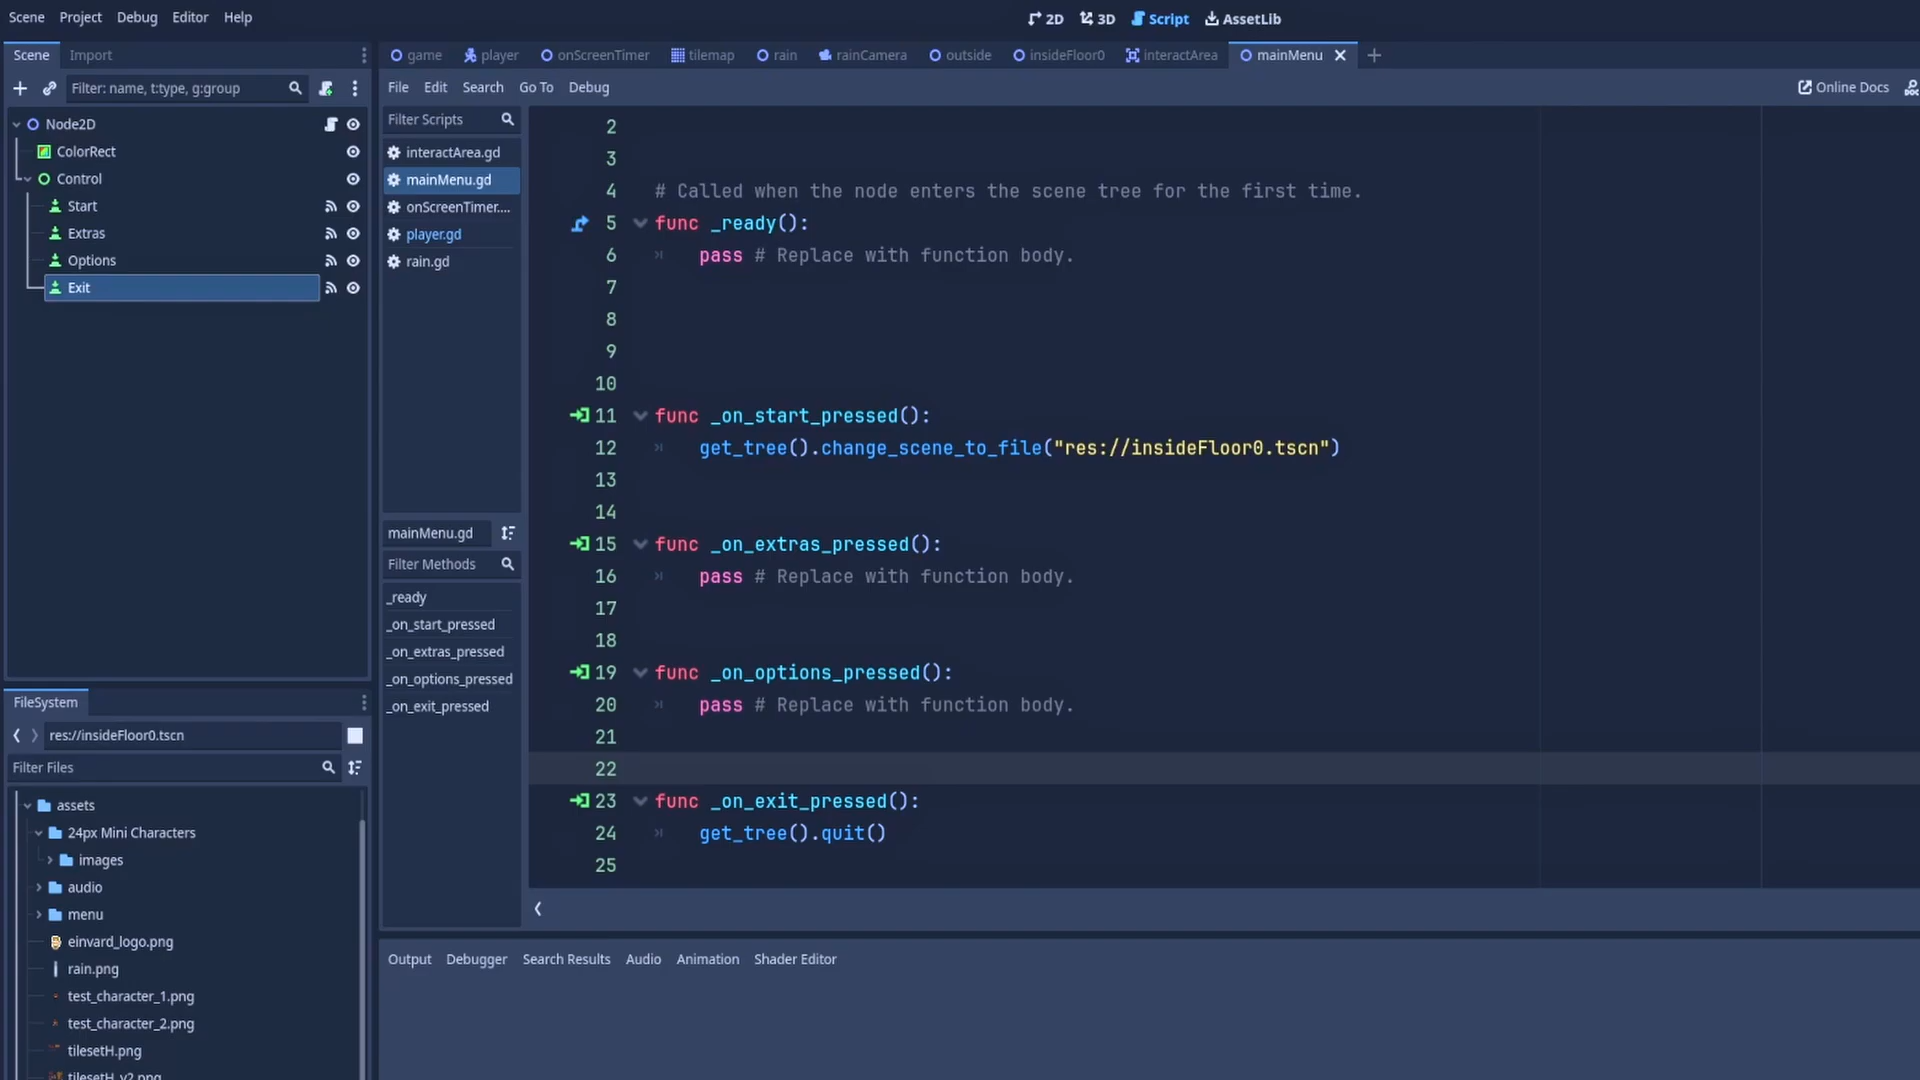 Scene Project Debug Editor Help
2D 3D Script AssetLib
Scene Import
game player onScreenTimer tilemap rain rainCamera outside insideFloor0 interactArea mainMenu
Filter: name, t:type, g:group
File Edit Search Go To Debug
Online Docs
Node2D
ColorRect
Control
Start
Extras
Options
Exit
Filter Scripts
interactArea.gd
mainMenu.gd
onScreenTimer....
player.gd
rain.gd
mainMenu.gd
Filter Methods
_ready
_on_start_pressed
_on_extras_pressed
_on_options_pressed
_on_exit_pressed
2
3
4 # Called when the node enters the scene tree for the first time.
5 func _ready():
6 pass # Replace with function body.
7
8
9
10
11 func _on_start_pressed():
12 get_tree().change_scene_to_file("res://insideFloor0.tscn")
13
14
15 func _on_extras_pressed():
16 pass # Replace with function body.
17
18
19 func _on_options_pressed():
20 pass # Replace with function body.
21
22
23 func _on_exit_pressed():
24 get_tree().quit()
25
FileSystem
res://insideFloor0.tscn
Filter Files
assets
24px Mini Characters
images
audio
menu
einvard_logo.png
rain.png
test_character_1.png
test_character_2.png
tilesetH.png
tilesetH_v2.png
Output Debugger Search Results Audio Animation Shader Editor